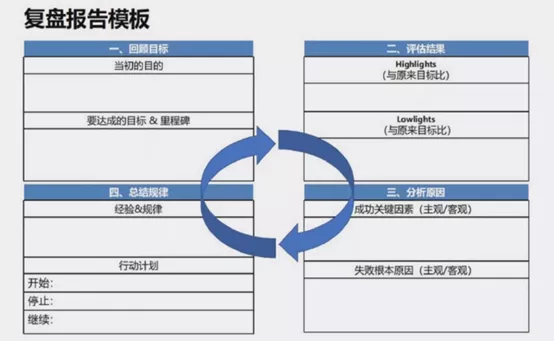 复盘报告模板
一、回顾目标
当初的目的
要达成的目标 & 里程碑
二、评估结果
Highlights
(与原来目标比)
Lowlights
(与原来目标比)
四、总结规律
经验&规律
行动计划
开始:
停止:
继续:
三、分析原因
成功关键因素（主观/客观）
失败根本原因（主观/客观）